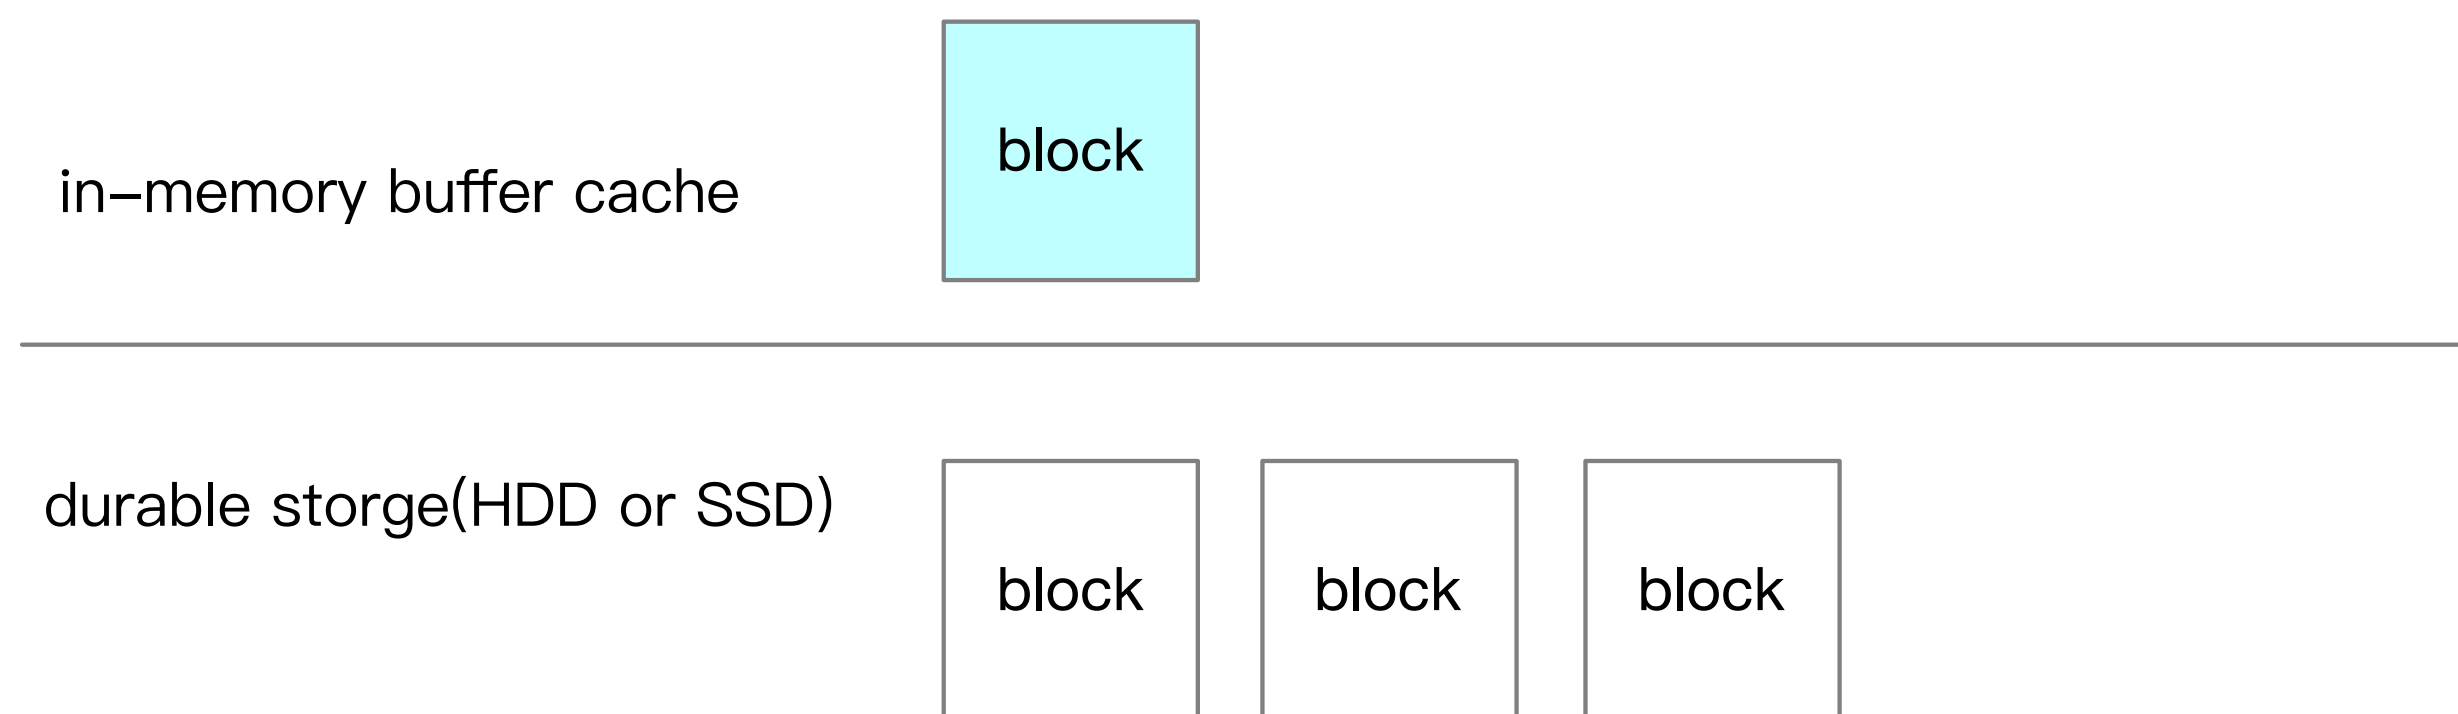 block
in-memory buffer cache
durable storge(HDD or SSD)
block block block